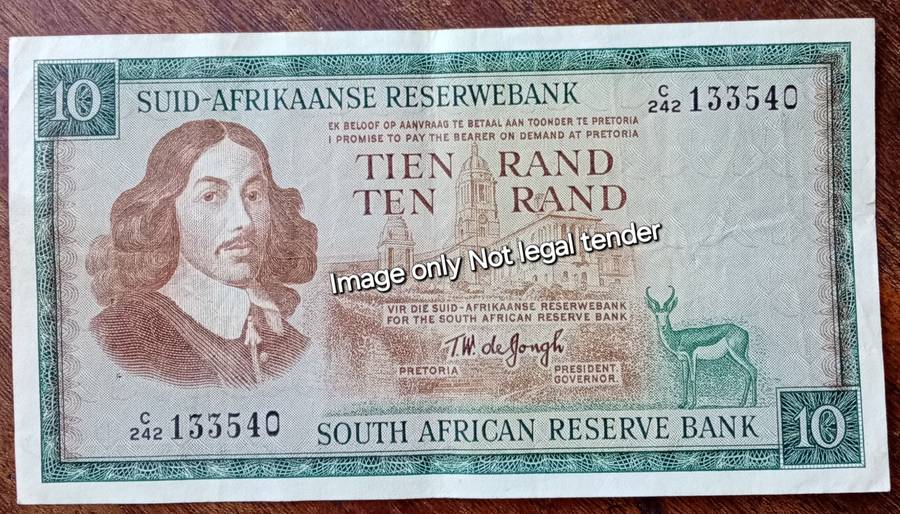 10
SUID-AFRIKAANSE RESERWEBANK
C/242 133540
EK BELOOF OP AANVRAAG TE BETAAL AAN TOONDER TE PRETORIA
I PROMISE TO PAY THE BEARER ON DEMAND AT PRETORIA
TIEN RAND
TEN RAND
Image only Not legal tender
VIR DIE SUID-AFRIKAANSE RESERWEBANK
FOR THE SOUTH AFRICAN RESERVE BANK
T.W. de Jongh
PRETORIA
PRESIDENT.
GOVERNOR.
C/242 133540
SOUTH AFRICAN RESERVE BANK
10